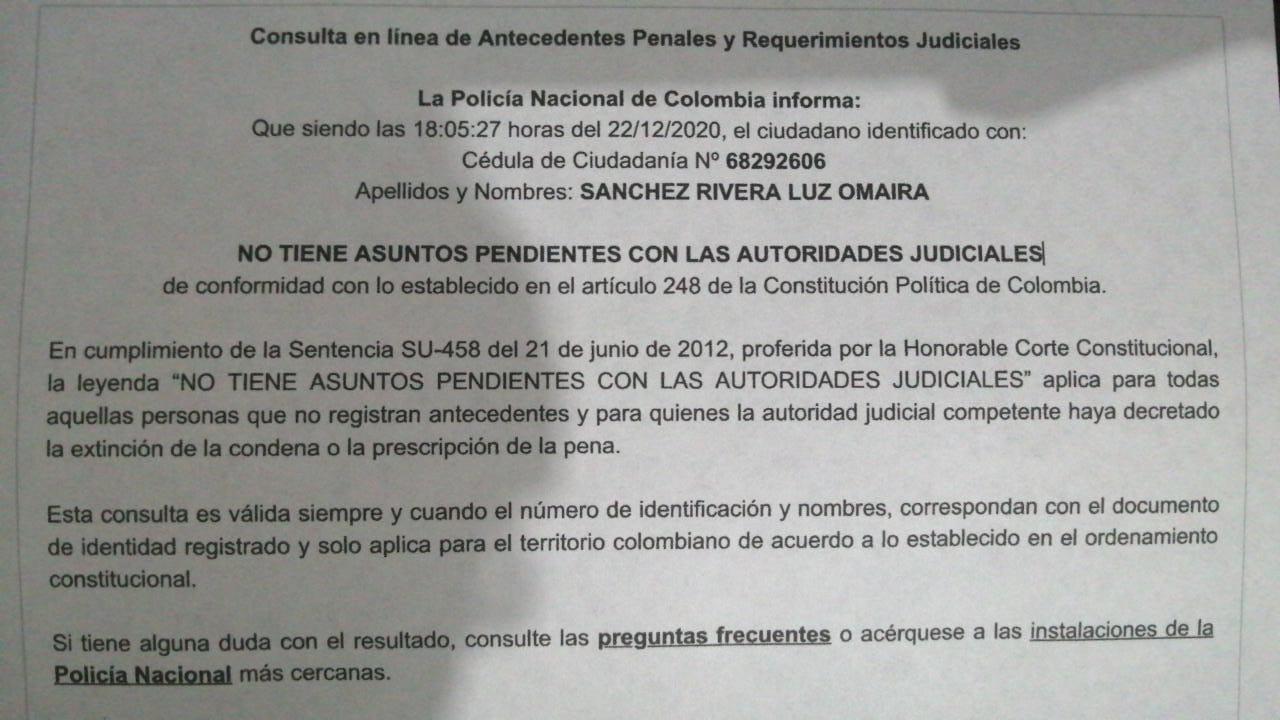 Consulta en línea de Antecedentes Penales y Requerimientos Judiciales
La Policía Nacional de Colombia informa:
Que siendo las 18:05:27 horas del 22/12/2020, el ciudadano identificado con:
Cédula de Ciudadanía Nº 68292606
Apellidos y Nombres: SANCHEZ RIVERA LUZ OMAIRA
NO TIENE ASUNTOS PENDIENTES CON LAS AUTORIDADES JUDICIALES
de conformidad con lo establecido en el artículo 248 de la Constitución Política de Colombia.
En cumplimiento de la Sentencia SU-458 del 21 de junio de 2012, proferida por la Honorable Corte Constitucional,
la leyenda “NO TIENE ASUNTOS PENDIENTES CON LAS AUTORIDADES JUDICIALES” aplica para todas
aquellas personas que no registran antecedentes y para quienes la autoridad judicial competente haya decretado
la extinción de la condena o la prescripción de la pena.
Esta consulta es válida siempre y cuando el número de identificación y nombres, correspondan con el documento
de identidad registrado y solo aplica para el territorio colombiano de acuerdo a lo establecido en el ordenamiento
constitucional.
Si tiene alguna duda con el resultado, consulte las preguntas frecuentes o acérquese a las instalaciones de la
Policía Nacional más cercanas.